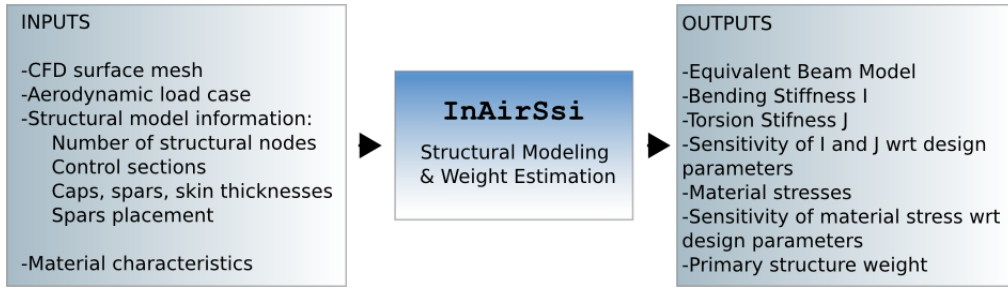 INPUTS
-CFD surface mesh
-Aerodynamic load case
-Structural model information:
Number of structural nodes
Control sections
Caps, spars, skin thicknesses
Spars placement
-Material characteristics
InAirSsi
Structural Modeling
& Weight Estimation
OUTPUTS
-Equivalent Beam Model
-Bending Stiffness I
-Torsion Stifness J
-Sensitivity of I and J wrt design
parameters
-Material stresses
-Sensitivity of material stress wrt
design parameters
-Primary structure weight